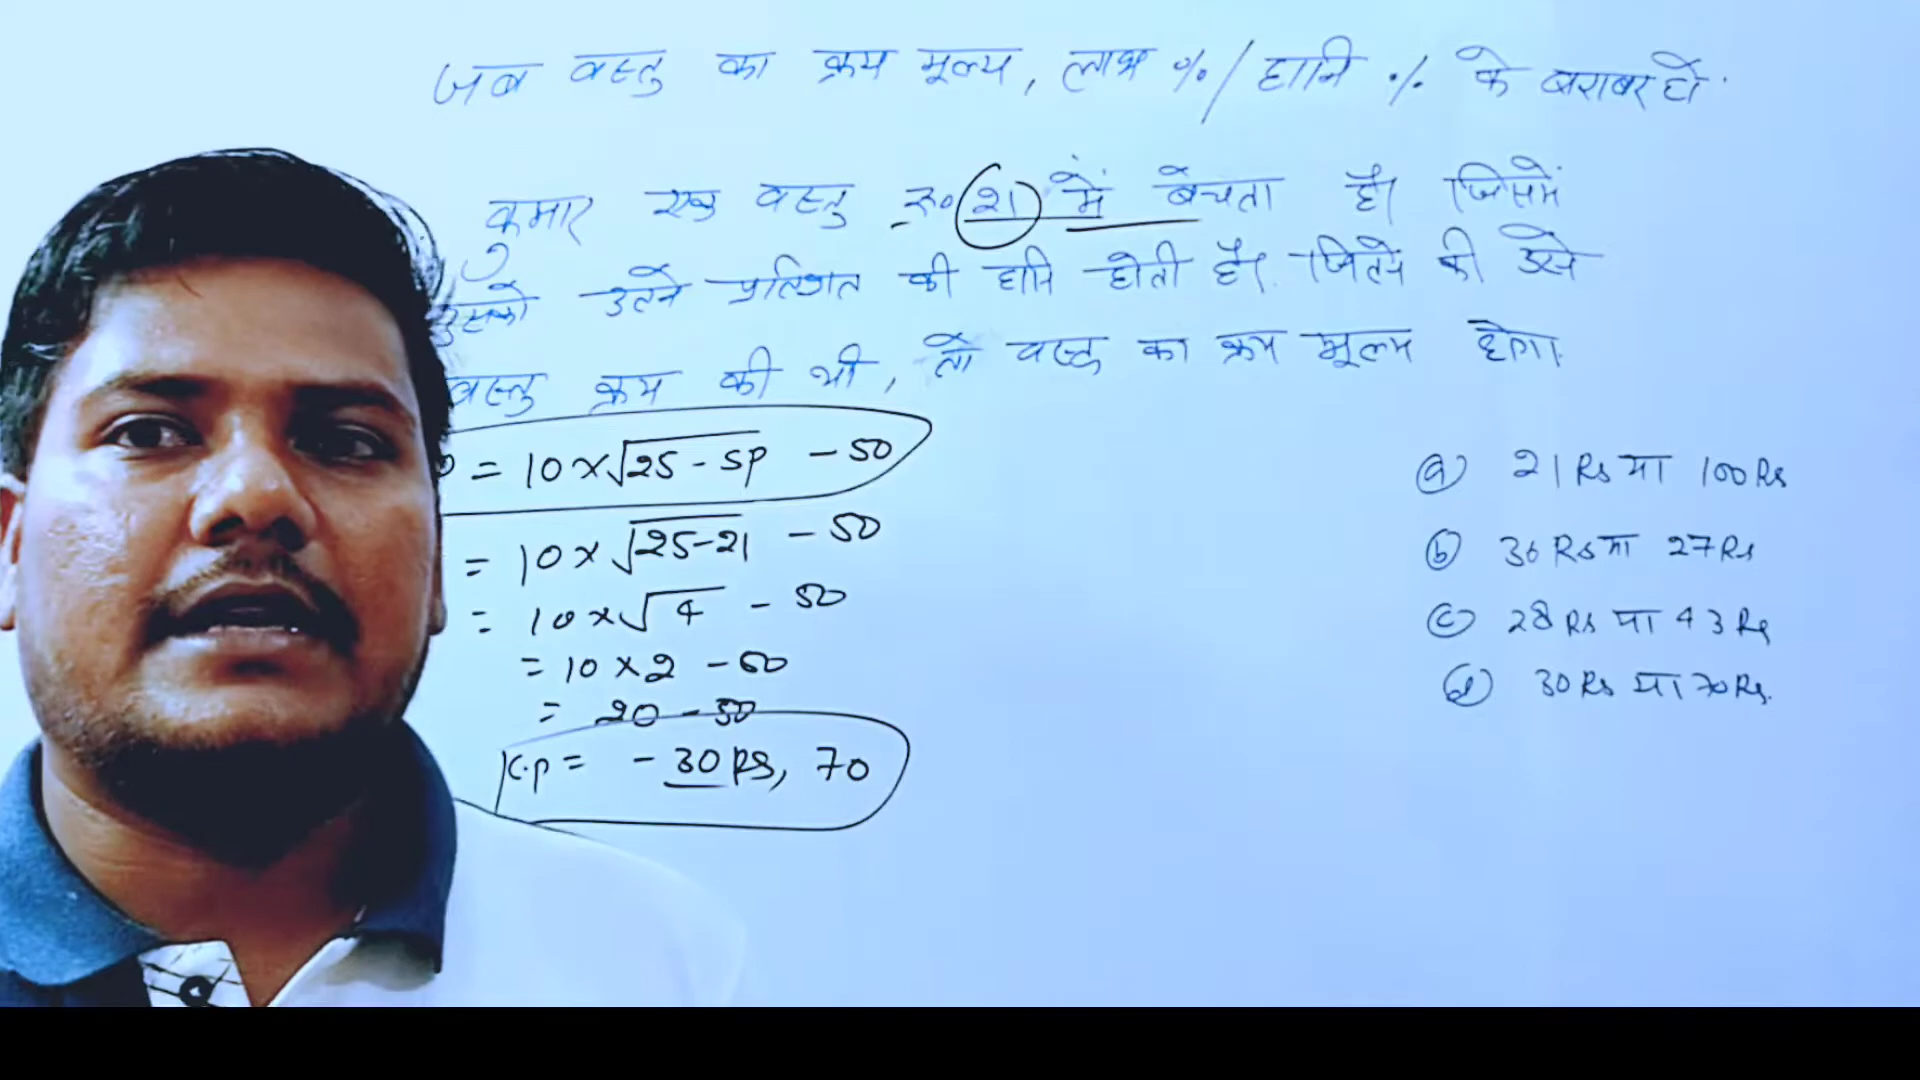 जब वस्तु का क्रय मूल्य, लाभ % / हानि % के बराबर हो.
कुमार एक वस्तु रु० 21 में बेचता है। जिसमें
उसको उतने प्रतिशत की हानि होती है। जितने की उसे
वस्तु क्रय की थी, तो वस्तु का क्रय मूल्य होगा.
= 10 × √25 - SP - 50
= 10 × √25-21 - 50
= 10 × √4 - 50
= 10 × 2 - 50
= 20 - 50
C.P = - 30 RS, 70
(a) 21 Rs या 100 Rs
(b) 30 Rs या 27 Rs
(c) 28 Rs या 43 Rs
(d) 30 Rs या 70 Rs.